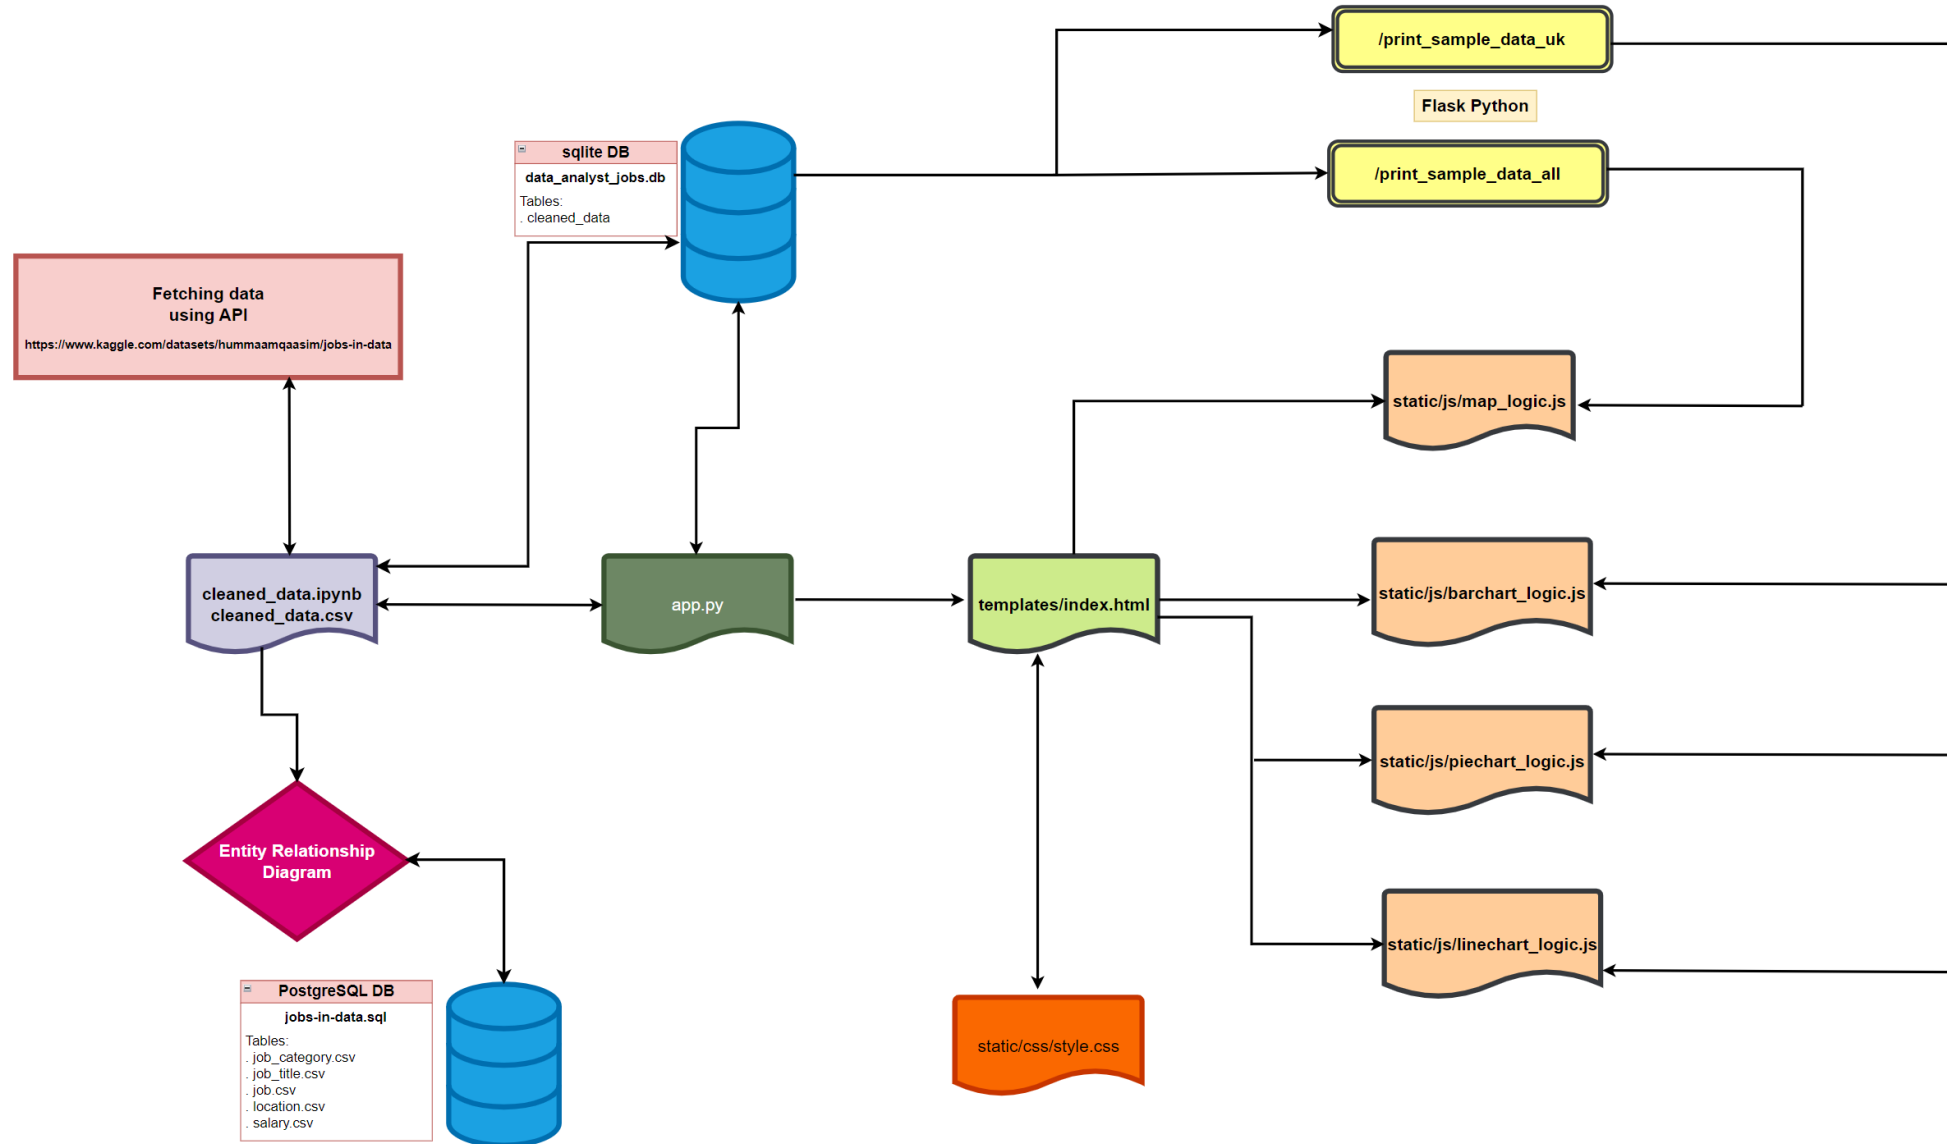 /print_sample_data_uk
Flask Python
/print_sample_data_all
sqlite DB
data_analyst_jobs.db
Tables:
. cleaned_data
Fetching data
using API
https://www.kaggle.com/datasets/hummaamqaasim/jobs-in-data
static/js/map_logic.js
cleaned_data.ipynb
cleaned_data.csv
app.py
templates/index.html
static/js/barchart_logic.js
static/js/piechart_logic.js
Entity Relationship
Diagram
static/js/linechart_logic.js
PostgreSQL DB
jobs-in-data.sql
Tables:
. job_category.csv
. job_title.csv
. job.csv
. location.csv
. salary.csv
static/css/style.css